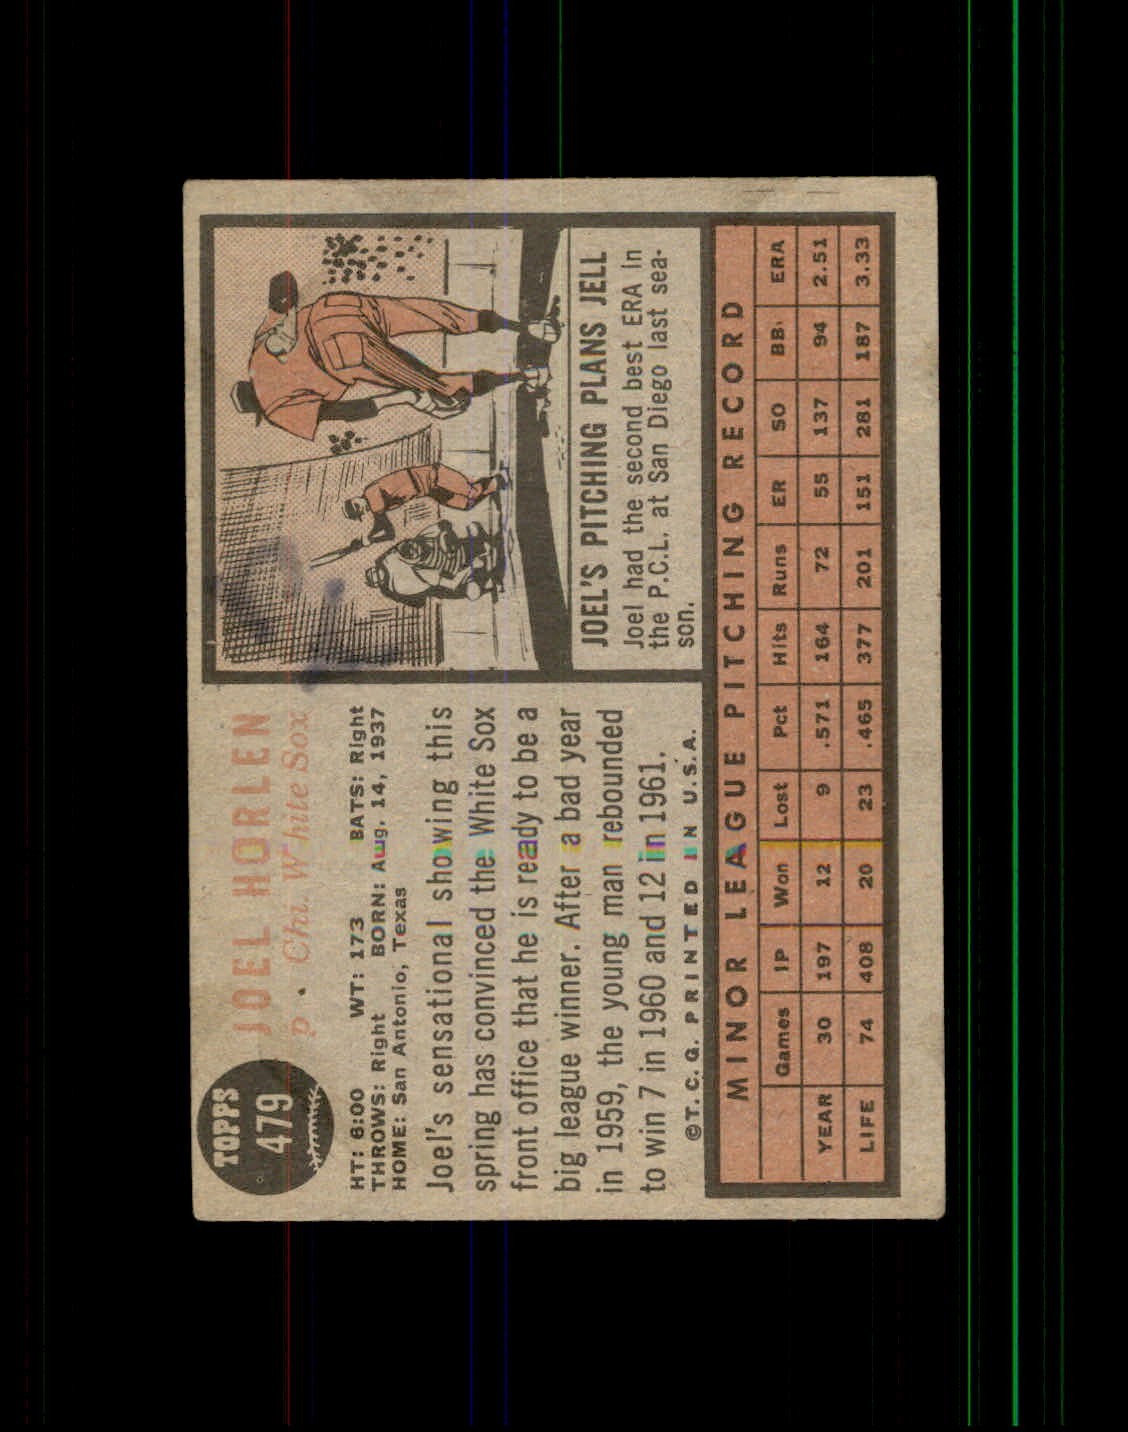 TOPPS
479
JOEL HORLEN
P • Chi. White Sox
HT: 6:00 WT: 173 BATS: Right
THROWS: Right BORN: Aug. 14, 1937
HOME: San Antonio, Texas
Joel's sensational showing this
spring has convinced the White Sox
front office that he is ready to be a
big league winner. After a bad year
in 1959, the young man rebounded
to win 7 in 1960 and 12 in 1961.
©T.C.G. PRINTED IN U.S.A.
JOEL'S PITCHING PLANS JELL
Joel had the second best ERA in
the P.C.L. at San Diego last sea-
son.
MINOR LEAGUE PITCHING RECORD
Games IP Won Lost Pct Hits Runs ER SO BB ERA
YEAR 30 197 12 9 .571 164 72 55 137 94 2.51
LIFE 74 408 20 23 .465 377 201 151 281 187 3.33